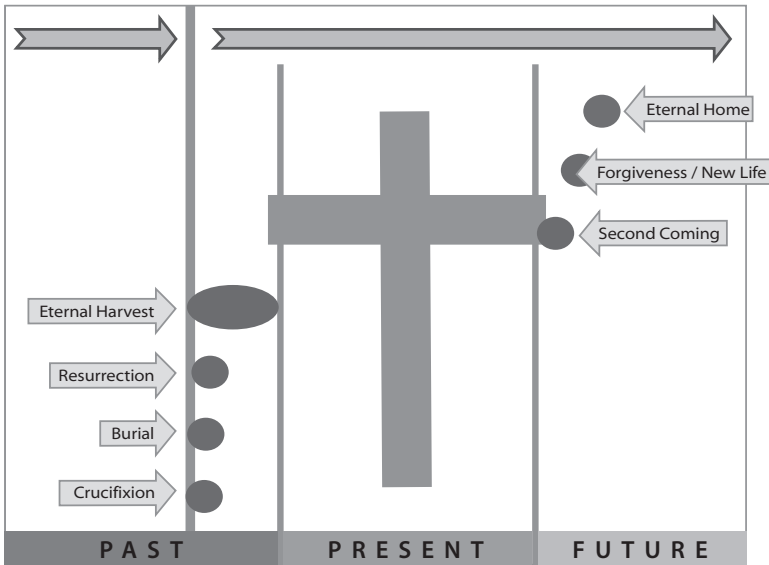 Eternal Home
Forgiveness / New Life
Second Coming
Eternal Harvest
Resurrection
Burial
Crucifixion
PAST PRESENT FUTURE